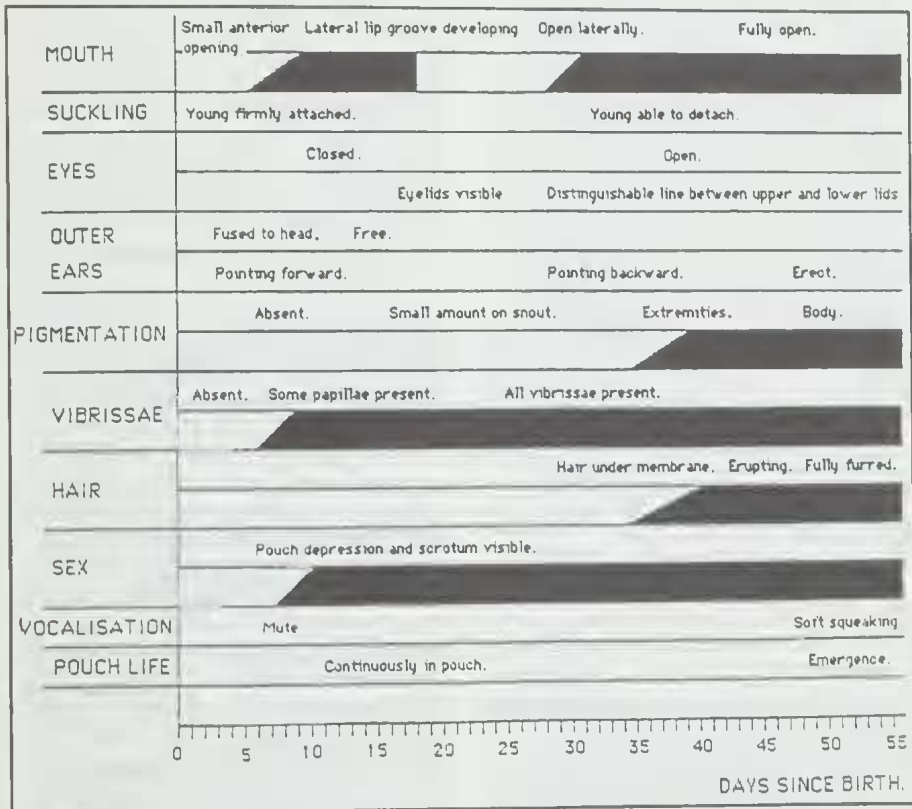 Small anterior Lateral lip groove developing Open laterally. Fully open.
opening.
MOUTH
SUCKLING Young firmly attached. Young able to detach.
Closed. Open.
EYES
Eyelids visible Distinguishable line between upper and lower lids
OUTER Fused to head. Free.
EARS Pointing forward. Pointing backward. Erect.
Absent. Small amount on snout. Extremities. Body.
PIGMENTATION
Absent. Some papillae present. All vibrissae present.
VIBRISSAE
Hair under membrane. Erupting. Fully furred.
HAIR
Pouch depression and scrotum visible.
SEX
VOCALISATION Mute Soft squeaking
POUCH LIFE Continuously in pouch. Emergence.
0 5 10 15 20 25 30 35 40 45 50 55
DAYS SINCE BIRTH.